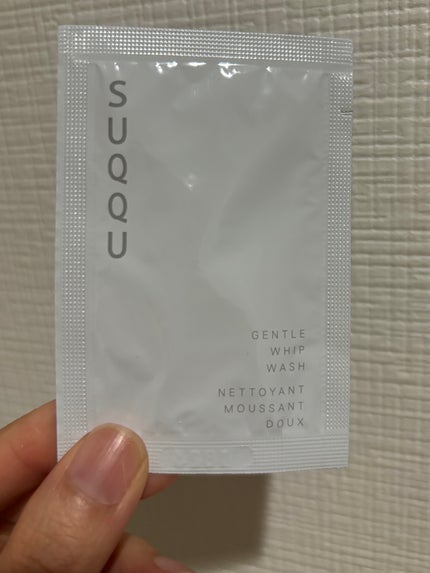 SUQQU
GENTLE
WHIP
WASH
NETTOYANT
MOUSSANT
DOUX